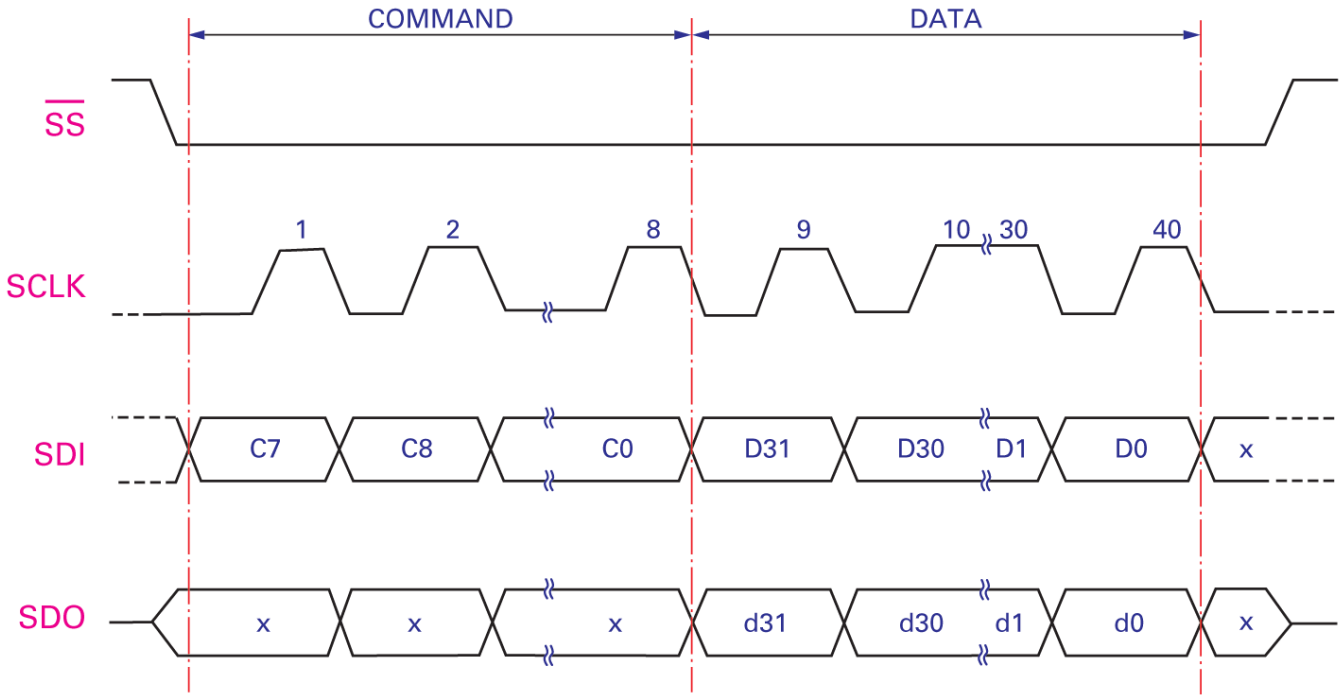 COMMAND DATA
SS
1 2 8 9 10 30 40
SCLK
SDI C7 C8 C0 D31 D30 D1 D0 x
SDO x x x d31 d30 d1 d0 x